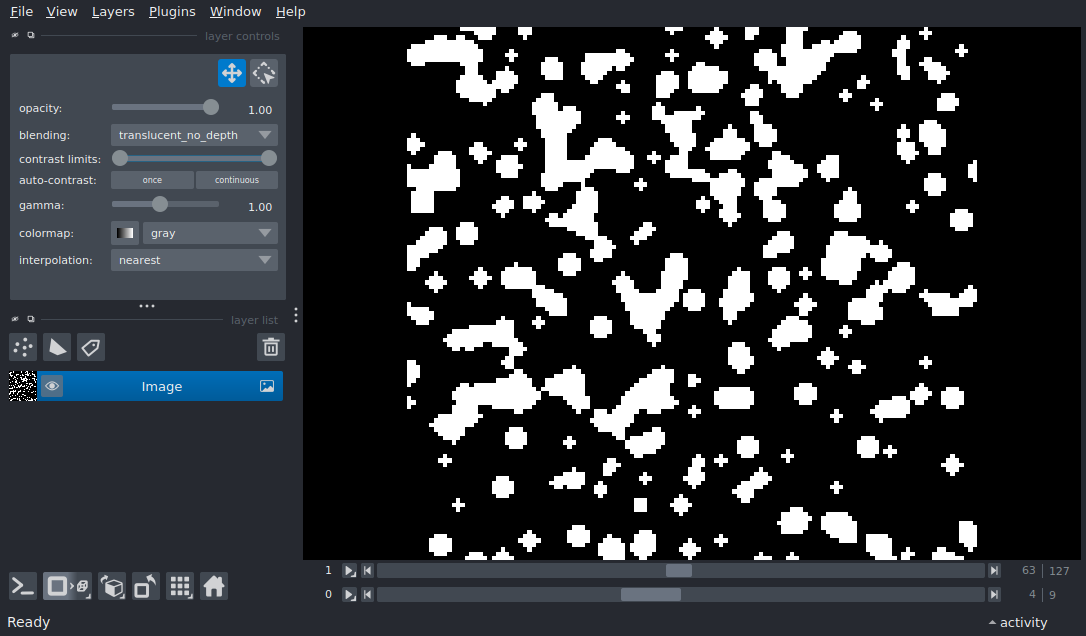 File View Layers Plugins Window Help
layer controls
opacity: 1.00
blending: translucent_no_depth
contrast limits:
auto-contrast: once continuous
gamma: 1.00
colormap: gray
interpolation: nearest
layer list
Image
1 63 127
0 4 9
Ready activity